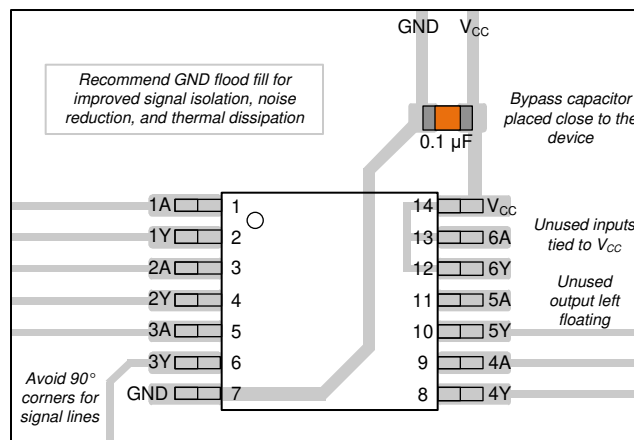 GND VCC
Recommend GND flood fill for
improved signal isolation, noise
reduction, and thermal dissipation
Bypass capacitor
placed close to the
device
0.1 µF
1A 1 14 VCC
1Y 2 13 6A
2A 3 12 6Y
2Y 4 11 5A
3A 5 10 5Y
3Y 6 9 4A
GND 7 8 4Y
Unused inputs
tied to VCC
Unused
output left
floating
Avoid 90°
corners for
signal lines